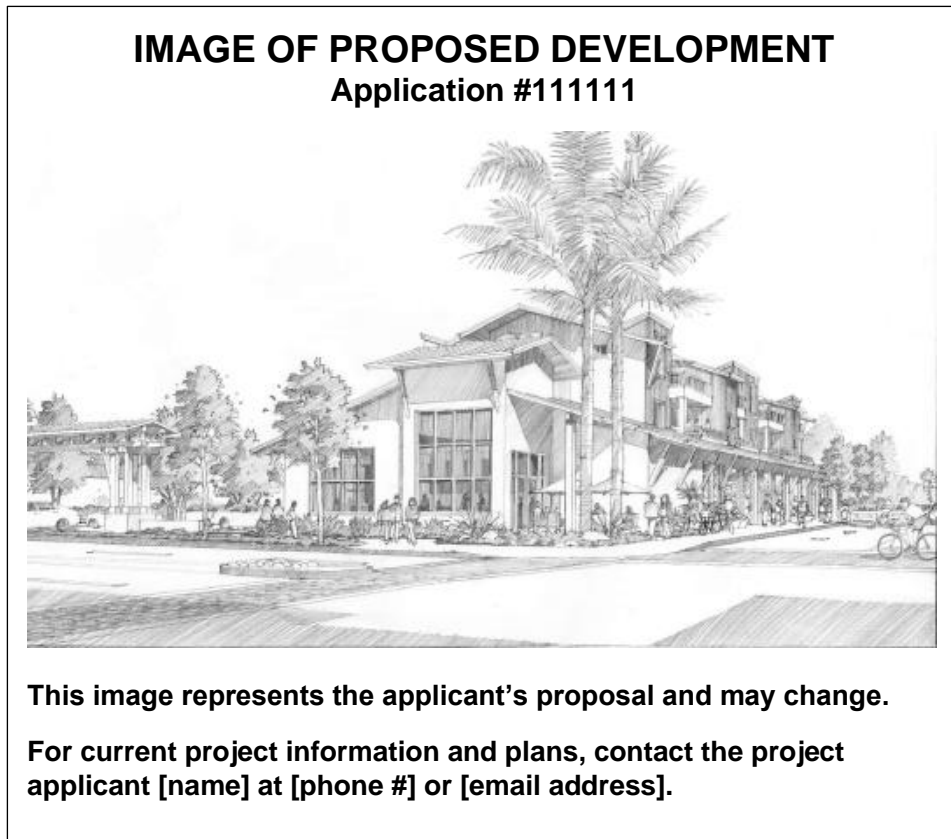 IMAGE OF PROPOSED DEVELOPMENT
Application #111111
This image represents the applicant’s proposal and may change.
For current project information and plans, contact the project
applicant [name] at [phone #] or [email address].